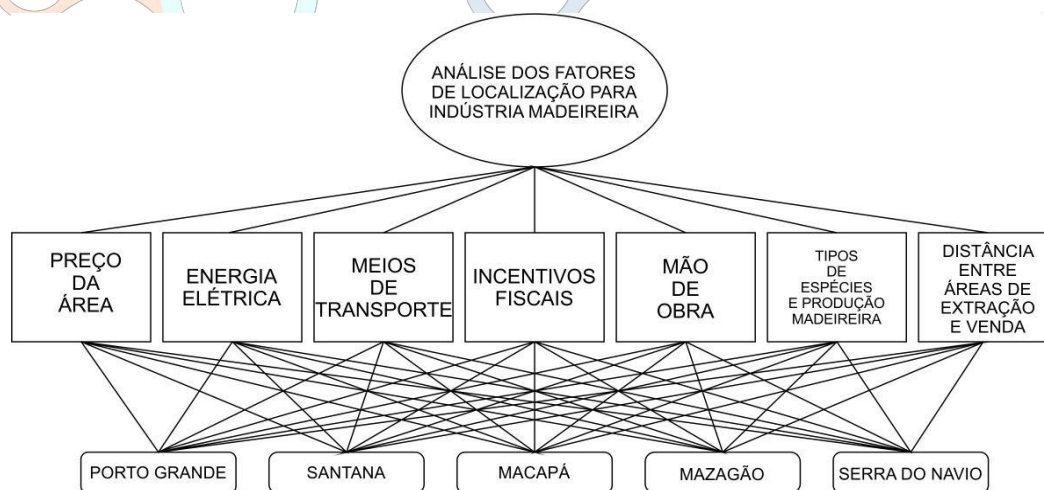 ANÁLISE DOS FATORES
DE LOCALIZAÇÃO PARA
INDÚSTRIA MADEIREIRA
PREÇO
DA
ÁREA
ENERGIA
ELÉTRICA
MEIOS
DE
TRANSPORTE
INCENTIVOS
FISCAIS
MÃO
DE
OBRA
TIPOS
DE
ESPÉCIES
E PRODUÇÃO
MADEIREIRA
DISTÂNCIA
ENTRE
ÁREAS DE
EXTRAÇÃO
E VENDA
PORTO GRANDE
SANTANA
MACAPÁ
MAZAGÃO
SERRA DO NAVIO